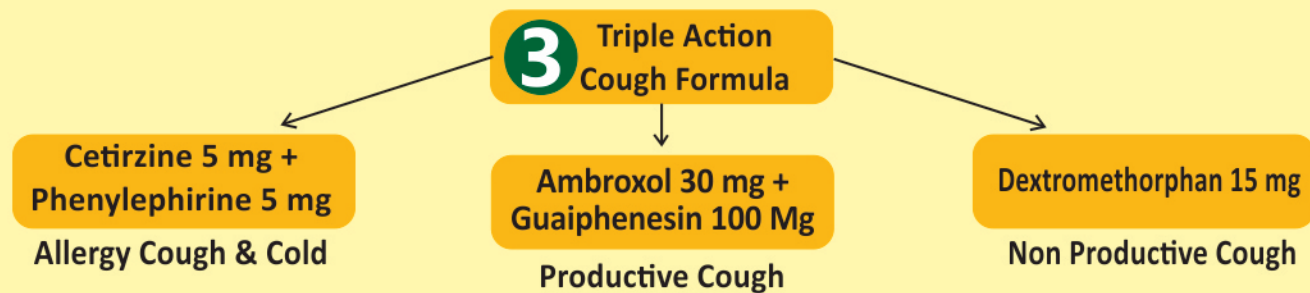 3
Triple Action
Cough Formula
Cetirzine 5 mg +
Phenylephirine 5 mg
Allergy Cough & Cold
Ambroxol 30 mg +
Guaiphenesin 100 Mg
Productive Cough
Dextromethorphan 15 mg
Non Productive Cough